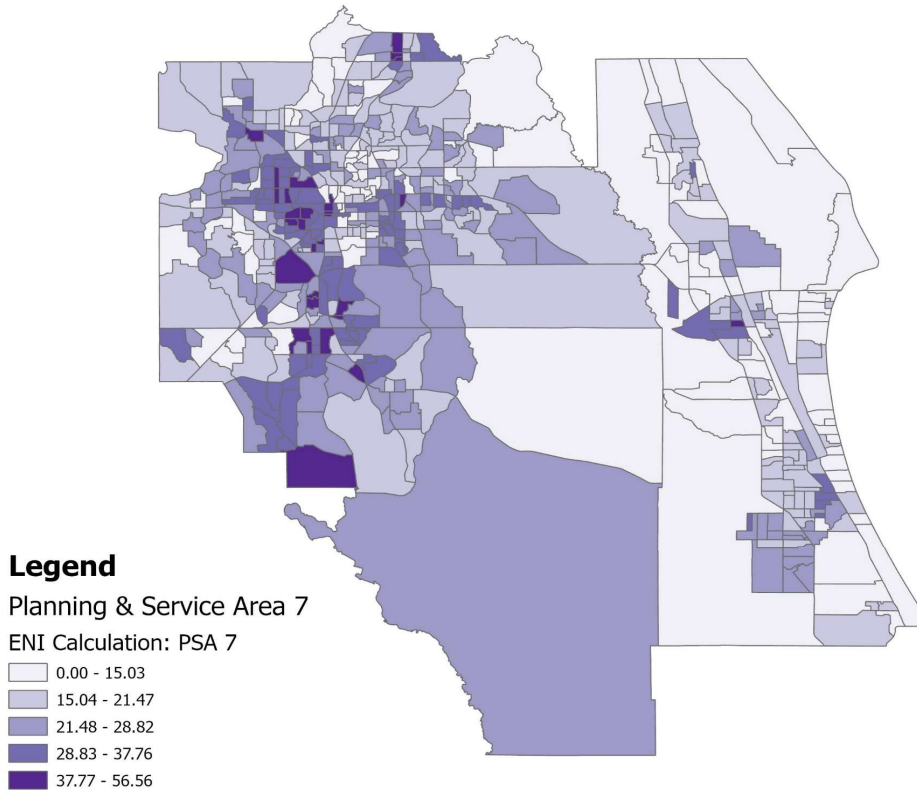 Legend
Planning & Service Area 7
ENI Calculation: PSA 7
0.00 - 15.03
15.04 - 21.47
21.48 - 28.82
28.83 - 37.76
37.77 - 56.56